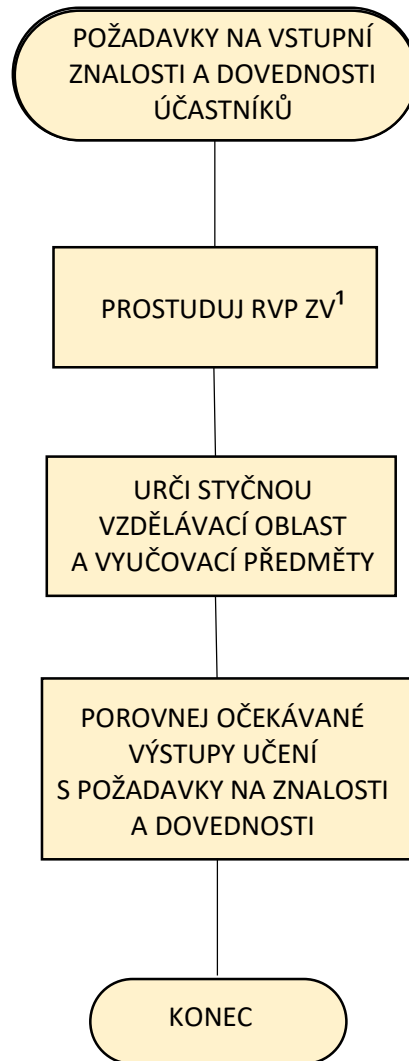 POŽADAVKY NA VSTUPNÍ
ZNALOSTI A DOVEDNOSTI
ÚČASTNÍKŮ
PROSTUDUJ RVP ZV¹
URČI STYČNOU
VZDĚLÁVACÍ OBLAST
A VYUČOVACÍ PŘEDMĚTY
POROVNEJ OČEKÁVANÉ
VÝSTUPY UČENÍ
S POŽADAVKY NA ZNALOSTI
A DOVEDNOSTI
KONEC